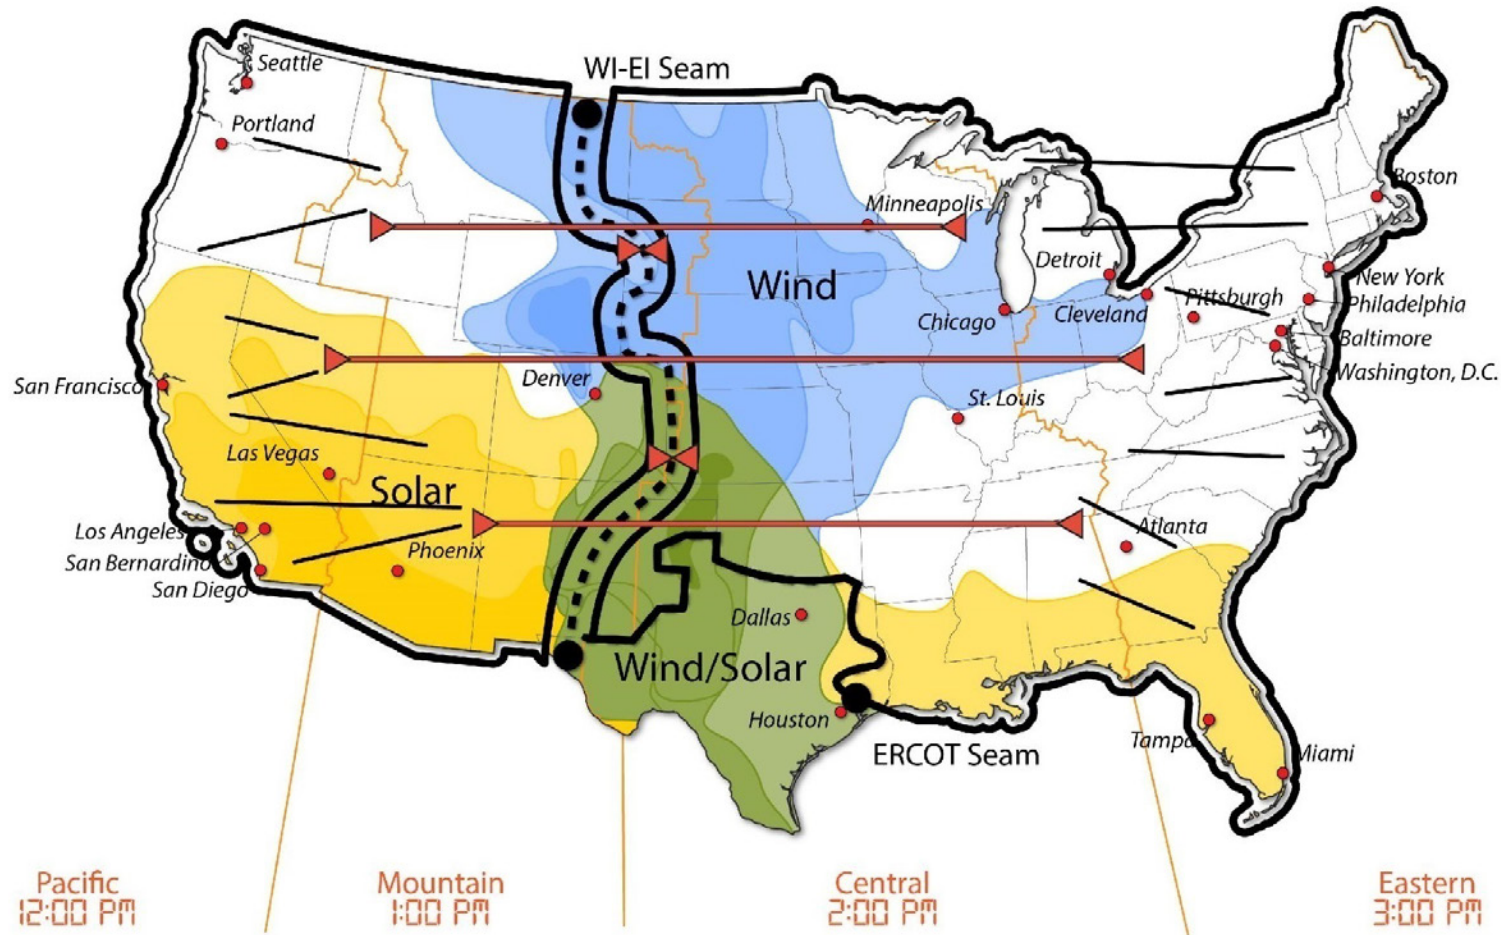 Seattle
WI-EI Seam
Portland
Boston
Minneapolis
Detroit
New York
Wind
Pittsburgh
Philadelphia
Chicago
Cleveland
Baltimore
Denver
Washington, D.C.
San Francisco
St. Louis
Las Vegas
Solar
Los Angeles
Phoenix
Atlanta
San Bernardino
San Diego
Dallas
Wind/Solar
Houston
Tampa
ERCOT Seam
Miami
Pacific
12:00 PM
Mountain
1:00 PM
Central
2:00 PM
Eastern
3:00 PM